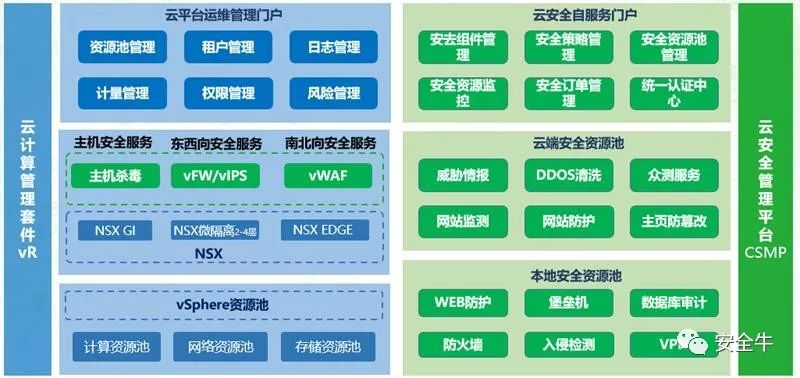 云计算管理套件vR
云平台运维管理门户
资源池管理
租户管理
日志管理
计量管理
权限管理
风险管理
主机安全服务
东西向安全服务
南北向安全服务
主机杀毒
vFW/vIPS
vWAF
NSX GI
NSX微隔离2-4层
NSX EDGE
NSX
vSphere资源池
计算资源池
网络资源池
存储资源池
云安全自服务门户
安去组件管
理
安全策略管
理
安全资源池
管理
安全资源监
控
安全订单管
理
统一认证中
心
云端安全资源池
威胁情报
DDOS清洗
众测服务
网站监测
网站防护
主页防篡改
本地安全资源池
WEB防护
堡垒机
数据库审计
防火墙
入侵检测
云安全管理平台
CSMP
安全牛